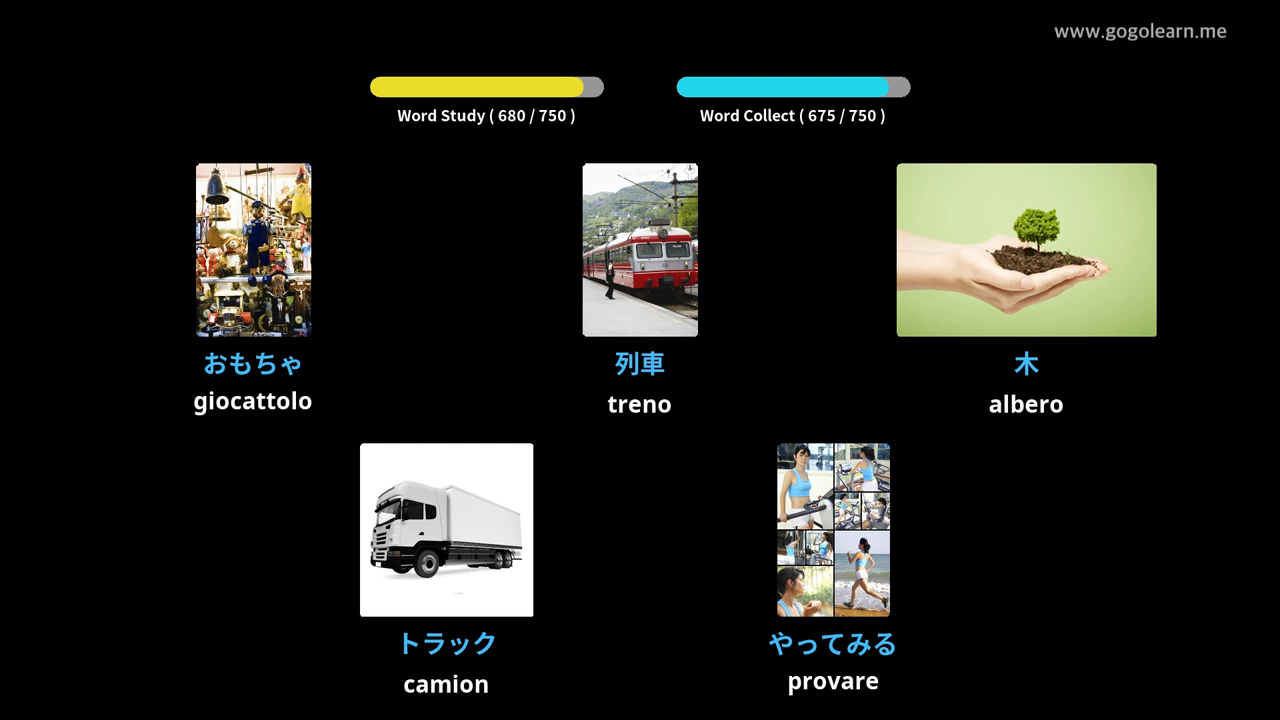 www.gogolearn.me
Word Study ( 680 / 750 )
Word Collect ( 675 / 750 )
おもちゃ
giocattolo
列車
treno
木
albero
トラック
camion
やってみる
provare